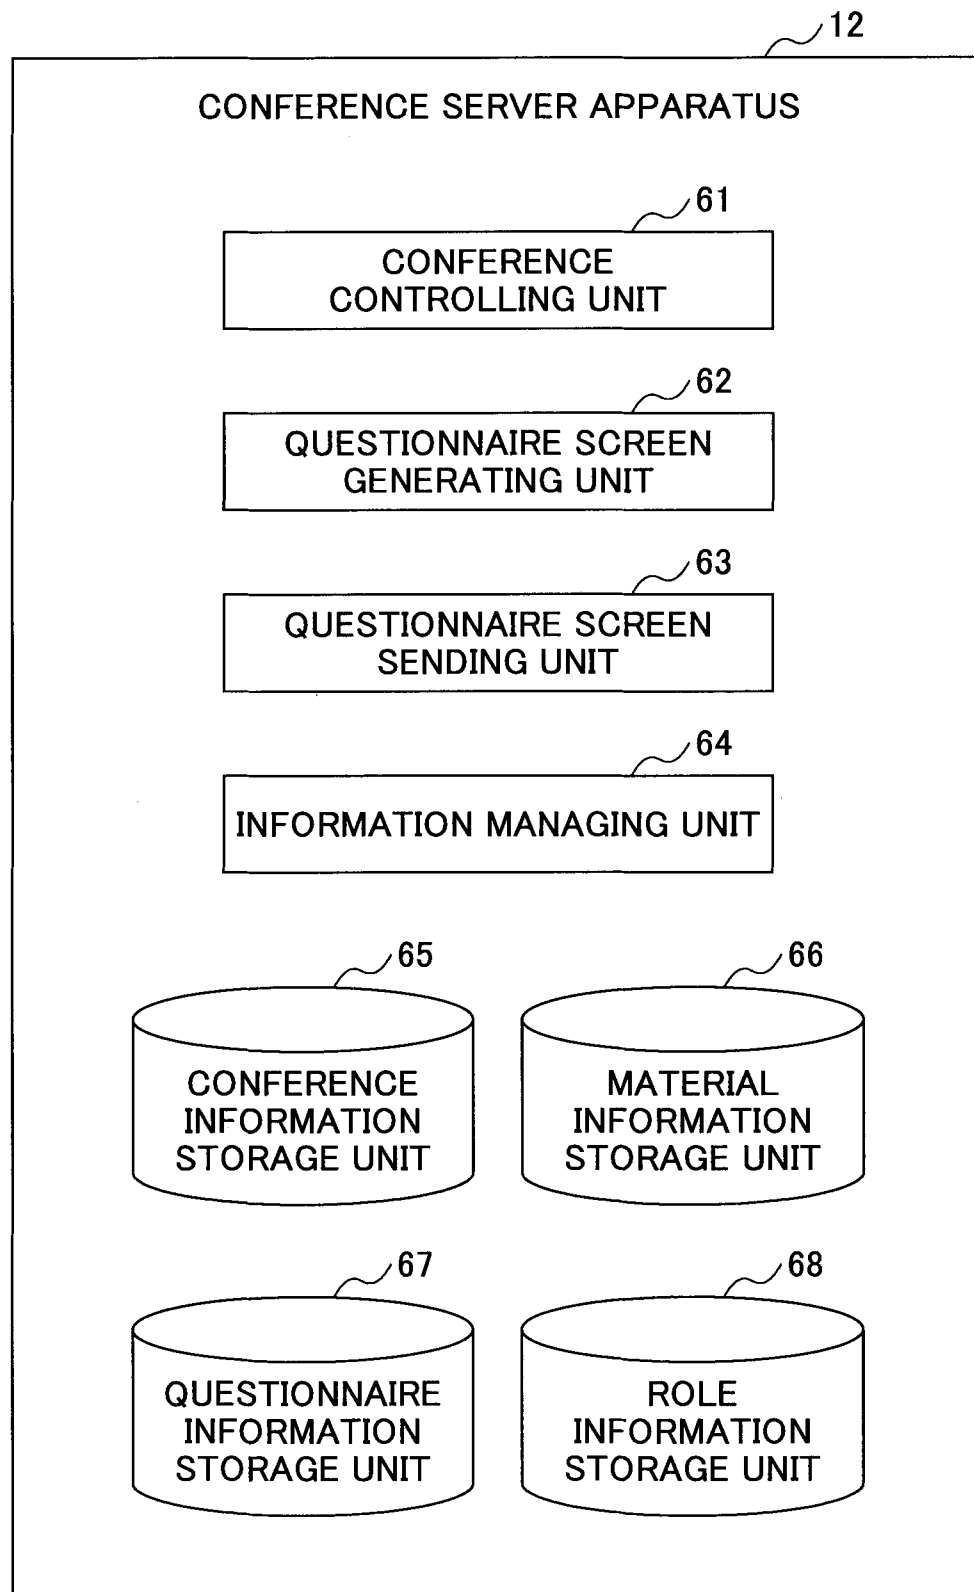 12
CONFERENCE SERVER APPARATUS
61
CONFERENCE
CONTROLLING UNIT
62
QUESTIONNAIRE SCREEN
GENERATING UNIT
63
QUESTIONNAIRE SCREEN
SENDING UNIT
64
INFORMATION MANAGING UNIT
65
CONFERENCE
INFORMATION
STORAGE UNIT
66
MATERIAL
INFORMATION
STORAGE UNIT
67
QUESTIONNAIRE
INFORMATION
STORAGE UNIT
68
ROLE
INFORMATION
STORAGE UNIT